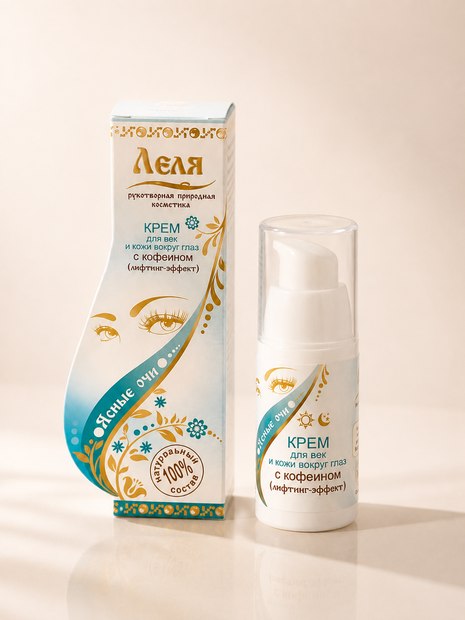 Леля
рукотворная природная
косметика
КРЕМ
для век
и кожи вокруг глаз
с кофеином
(лифтинг-эффект)
Ясные очи
натуральный
100%
состав
Ясные очи
КРЕМ
для век
и кожи вокруг глаз
с кофеином
(лифтинг-эффект)